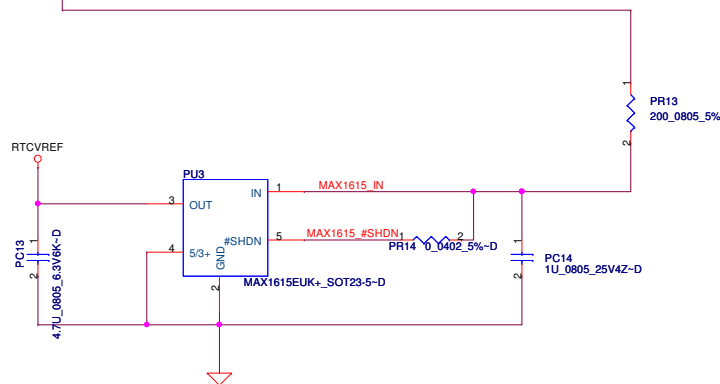 1
PR13
200_0805_5%
2
RTCVREF
PU3
1
MAX1615_IN
IN
3
OUT
5
MAX1615_#SHDN
#SHDN
1
2
PR14
0_0402_5%~D
4
5/3+
GND
2
MAX1615EUK+_SOT23-5~D
1
PC13
2
4.7U_0805_6.3V6K~D
1
PC14
1U_0805_25V4Z~D
2